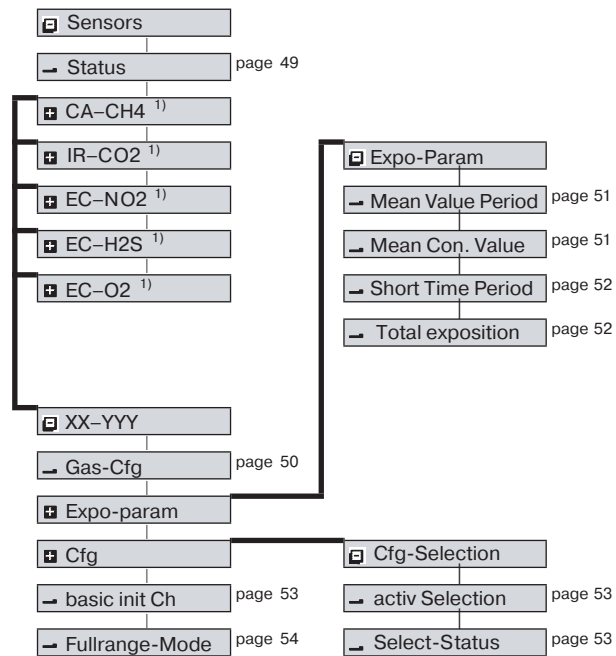 Sensors
Status page 49
CA–CH4 1)
IR–CO2 1)
EC–NO2 1)
EC–H2S 1)
EC–O2 1)
XX–YYY
Gas-Cfg page 50
Expo-param
Cfg
basic init Ch page 53
Fullrange-Mode page 54
Expo-Param
Mean Value Period page 51
Mean Con. Value page 51
Short Time Period page 52
Total exposition page 52
Cfg-Selection
activ Selection page 53
Select-Status page 53